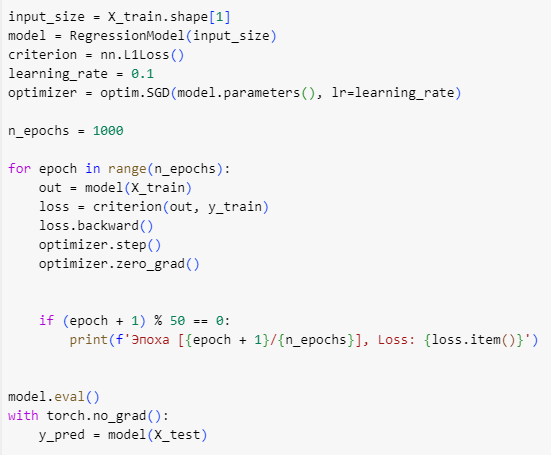 input_size = X_train.shape[1]
model = RegressionModel(input_size)
criterion = nn.L1Loss()
learning_rate = 0.1
optimizer = optim.SGD(model.parameters(), lr=learning_rate)

n_epochs = 1000

for epoch in range(n_epochs):
    out = model(X_train)
    loss = criterion(out, y_train)
    loss.backward()
    optimizer.step()
    optimizer.zero_grad()


    if (epoch + 1) % 50 == 0:
        print(f'Эпоха [{epoch + 1}/{n_epochs}], Loss: {loss.item()}')


model.eval()
with torch.no_grad():
    y_pred = model(X_test)